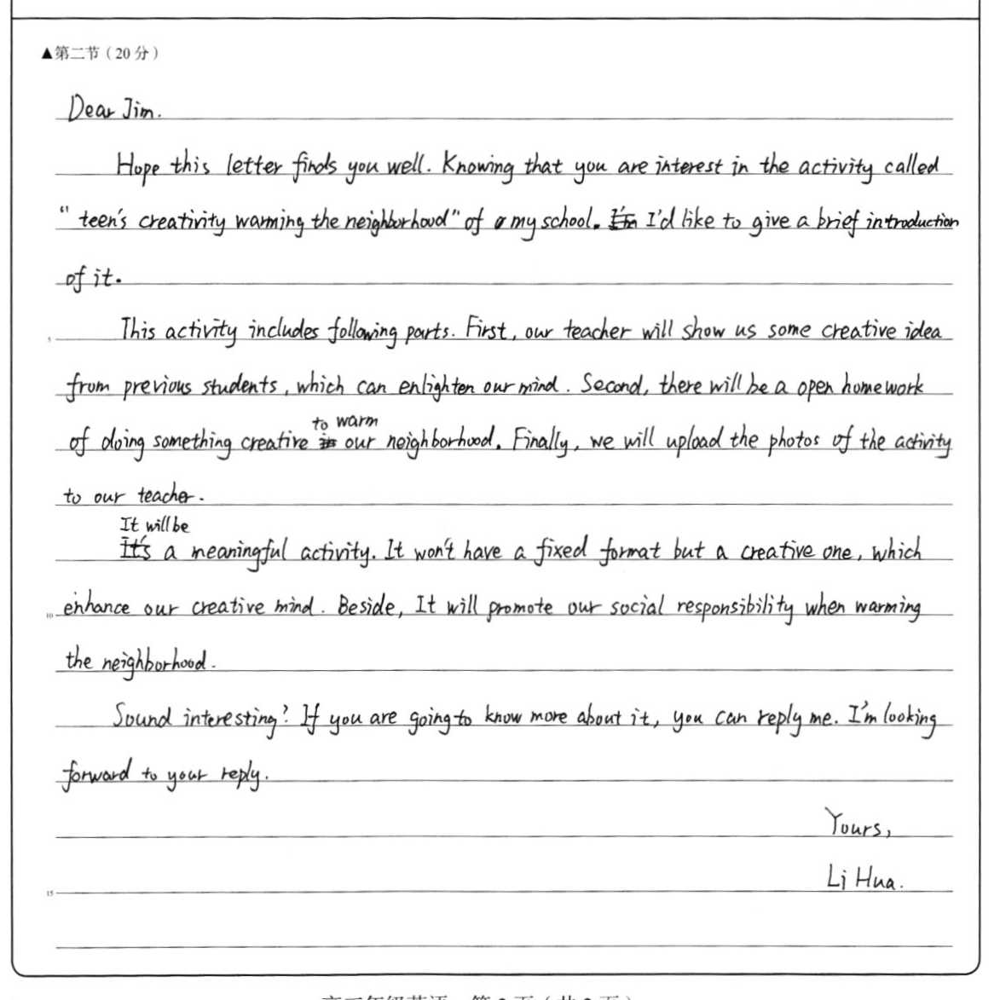 ▲第二节（20 分）
Dear Jim.
Hope this letter finds you well. Knowing that you are interest in the activity called
“teen's creativity warming the neighborhood” of my school. I'd like to give a brief introduction
of it.
This activity includes following parts. First, our teacher will show us some creative idea
5
from previous students, which can enlighten our mind. Second, there will be a open homework
to warm
of doing something creative our neighborhood. Finally, we will upload the photos of the activity
to our teacher.
It will be
It's a meaningful activity. It won't have a fixed format but a creative one, which
10 enhance our creative mind. Beside, It will promote our social responsibility when warming
the neighborhood.
Sound interesting? If you are going to know more about it, you can reply me. I'm looking
forward to your reply.
Yours,
Li Hua.
15